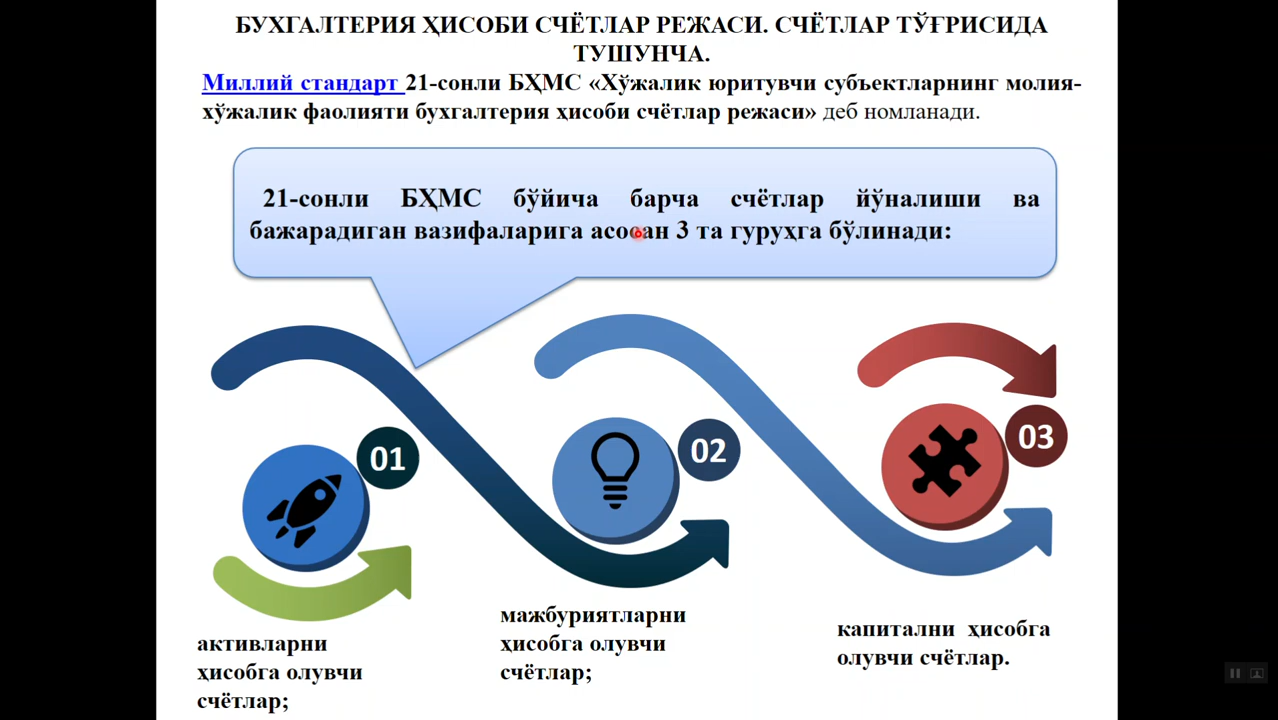 БУХГАЛТЕРИЯ ҲИСОБИ СЧЁТЛАР РЕЖАСИ. СЧЁТЛАР ТЎҒРИСИДА
ТУШУНЧА.
Миллий стандарт 21-сонли БҲМС «Хўжалик юритувчи субъектларнинг молия-
хўжалик фаолияти бухгалтерия ҳисоби счётлар режаси» деб номланади.
21-сонли БҲМС бўйича барча счётлар йўналиши ва
бажарадиган вазифаларига асосан 3 та гуруҳга бўлинади:
01
02
03
активларни
ҳисобга олувчи
счётлар;
мажбуриятларни
ҳисобга олувчи
счётлар;
капитални ҳисобга
олувчи счётлар.